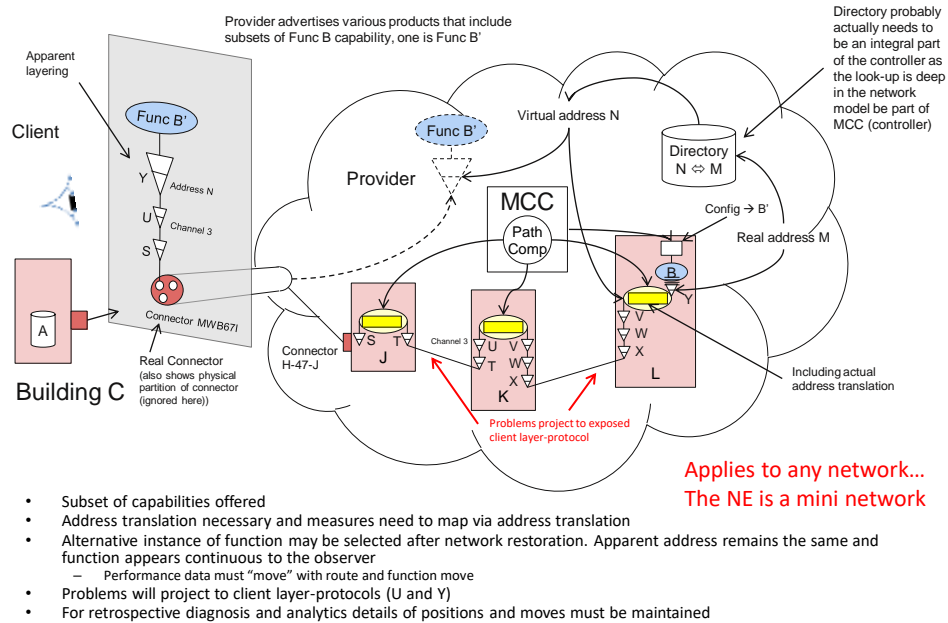 Provider advertises various products that include
subsets of Func B capability, one is Func B’
Directory probably
actually needs to
be an integral part
of the controller as
the look-up is deep
in the network
model be part of
MCC (controller)
Apparent
layering
Client
Func B’
Y
Address N
U
Channel 3
S
Connector MWB67I
A
Building C
Real Connector
(also shows physical
partition of connector
(ignored here))
Provider
Func B’
Virtual address N
Directory
N ⇔ M
MCC
Path
Comp
Config → B’
Real address M
B
Y
V
W
X
L
Connector
H-47-J
S
T
J
Channel 3
U
T
V
W
X
K
Including actual
address translation
Problems project to exposed
client layer-protocol
Applies to any network…
The NE is a mini network
• Subset of capabilities offered
• Address translation necessary and measures need to map via address translation
• Alternative instance of function may be selected after network restoration. Apparent address remains the same and
function appears continuous to the observer
– Performance data must “move” with route and function move
• Problems will project to client layer-protocols (U and Y)
• For retrospective diagnosis and analytics details of positions and moves must be maintained